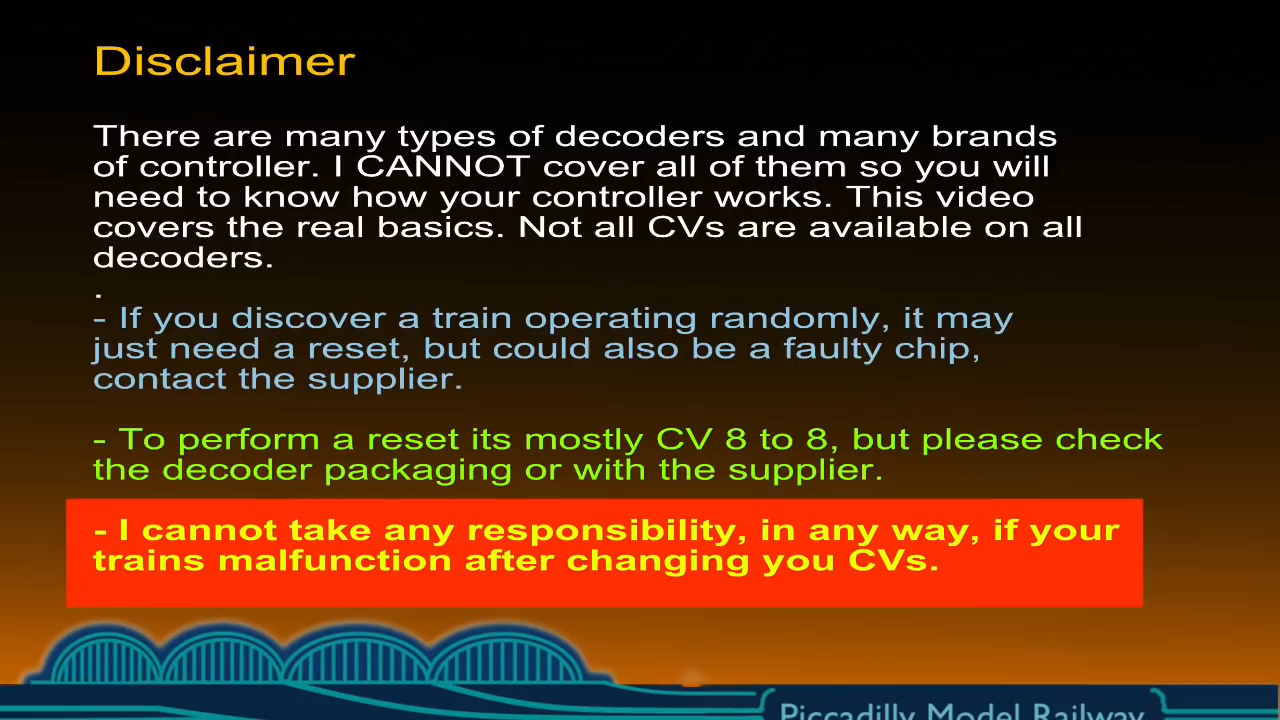 Disclaimer
There are many types of decoders and many brands
of controller. I CANNOT cover all of them so you will
need to know how your controller works. This video
covers the real basics. Not all CVs are available on all
decoders.
.
- If you discover a train operating randomly, it may
just need a reset, but could also be a faulty chip,
contact the supplier.
- To perform a reset its mostly CV 8 to 8, but please check
the decoder packaging or with the supplier.
- I cannot take any responsibility, in any way, if your
trains malfunction after changing you CVs.
Piccadilly Model Railway